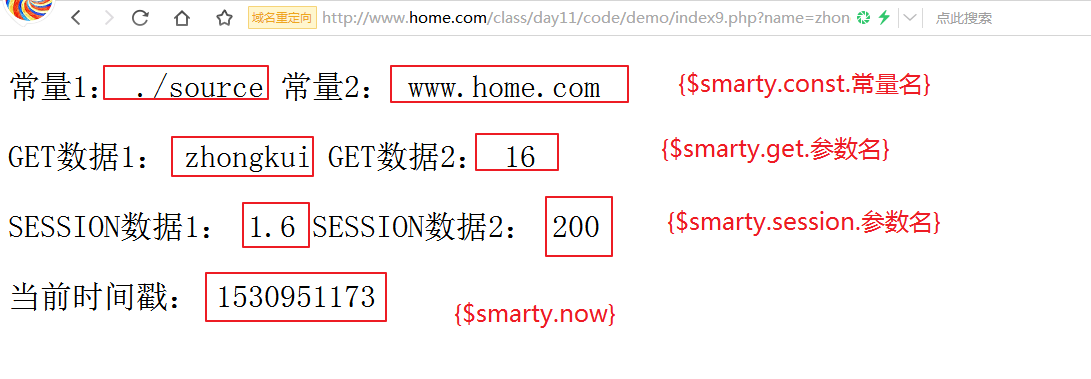 域名重定向 http://www.home.com/class/day11/code/demo/index9.php?name=zhon 点此搜索
常量1: ./source 常量2： www.home.com {$smarty.const.常量名}
GET数据1： zhongkui GET数据2: 16 {$smarty.get.参数名}
SESSION数据1： 1.6 SESSION数据2： 200 {$smarty.session.参数名}
当前时间戳： 1530951173 {$smarty.now}